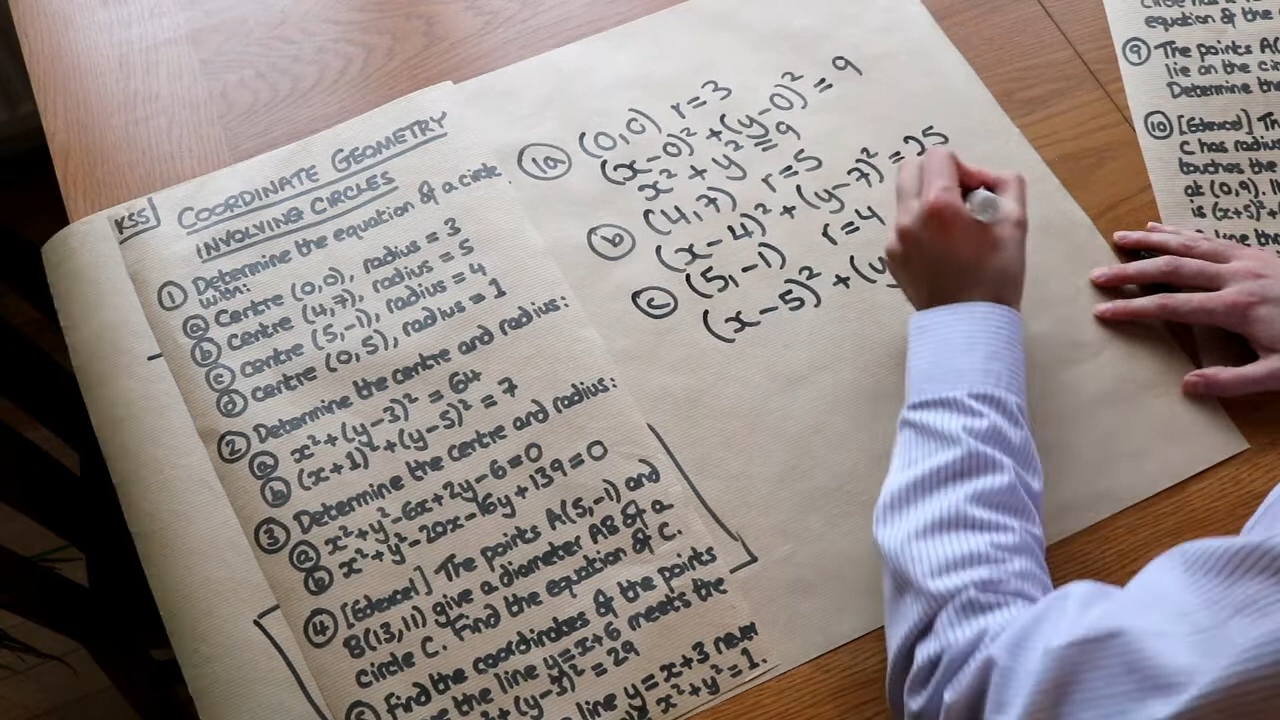 KSS
COORDINATE GEOMETRY
INVOLVING CIRCLES
① Determine the equation of a circle
with:
ⓐ Centre (0,0), radius = 3
ⓑ Centre (4,7), radius = 5
ⓒ Centre (5,-1), radius = 4
ⓓ Centre (0,5), radius = 1
② Determine the centre and radius:
ⓐ x² + (y-3)² = 64
ⓑ (x+1)² + (y-5)² = 7
③ Determine the centre and radius:
ⓐ x² + y² - 6x + 2y - 6 = 0
ⓑ x² + y² - 20x - 16y + 139 = 0
④ [Edexcel] The points A(5,-1) and
B(13,11) give a diameter AB of a
circle C. Find the equation of C.
Find the coordinates of the points
the line y = x+6 meets the
+ (y-3)² = 29
line y = x+3 never
x² + y² = 1.
1a (0,0) r=3
(x-0)² + (y-0)² = 9
x² + y² = 9
ⓑ (4,7) r=5
(x-4)² + (y-7)² = 25
ⓒ (5,-1) r=4
(x-5)² + (y
equation of the
⑨ The points A(
lie on the
Determine the
⑩ [Edexcel]
C has radius
touches the
at (0,9).
is (x+5)²+
line